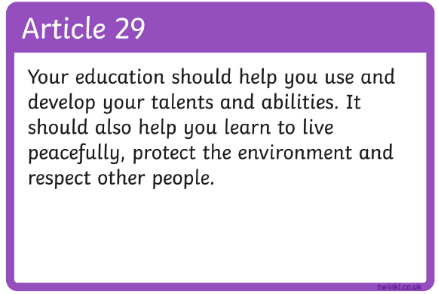 Article 29
Your education should help you use and
develop your talents and abilities. It
should also help you learn to live
peacefully, protect the environment and
respect other people.
twinkl.co.uk